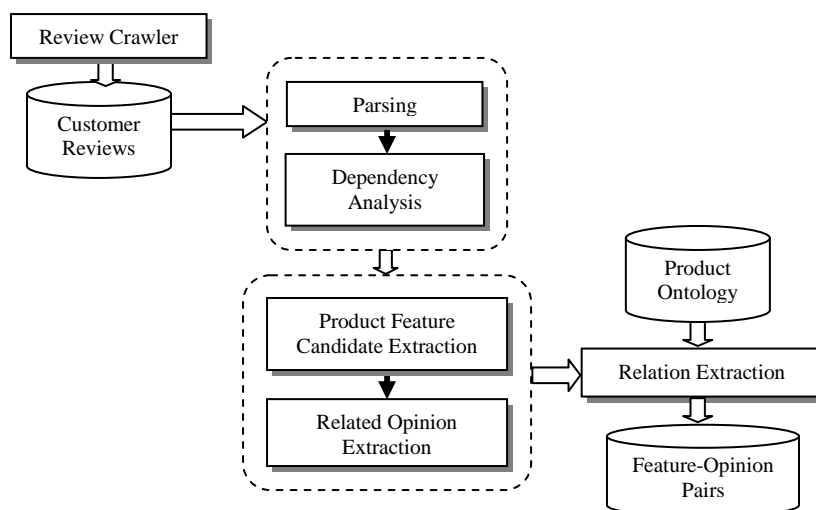 Review Crawler
Customer
Reviews
Parsing
Dependency
Analysis
Product Feature
Candidate Extraction
Related Opinion
Extraction
Product
Ontology
Relation Extraction
Feature-Opinion
Pairs